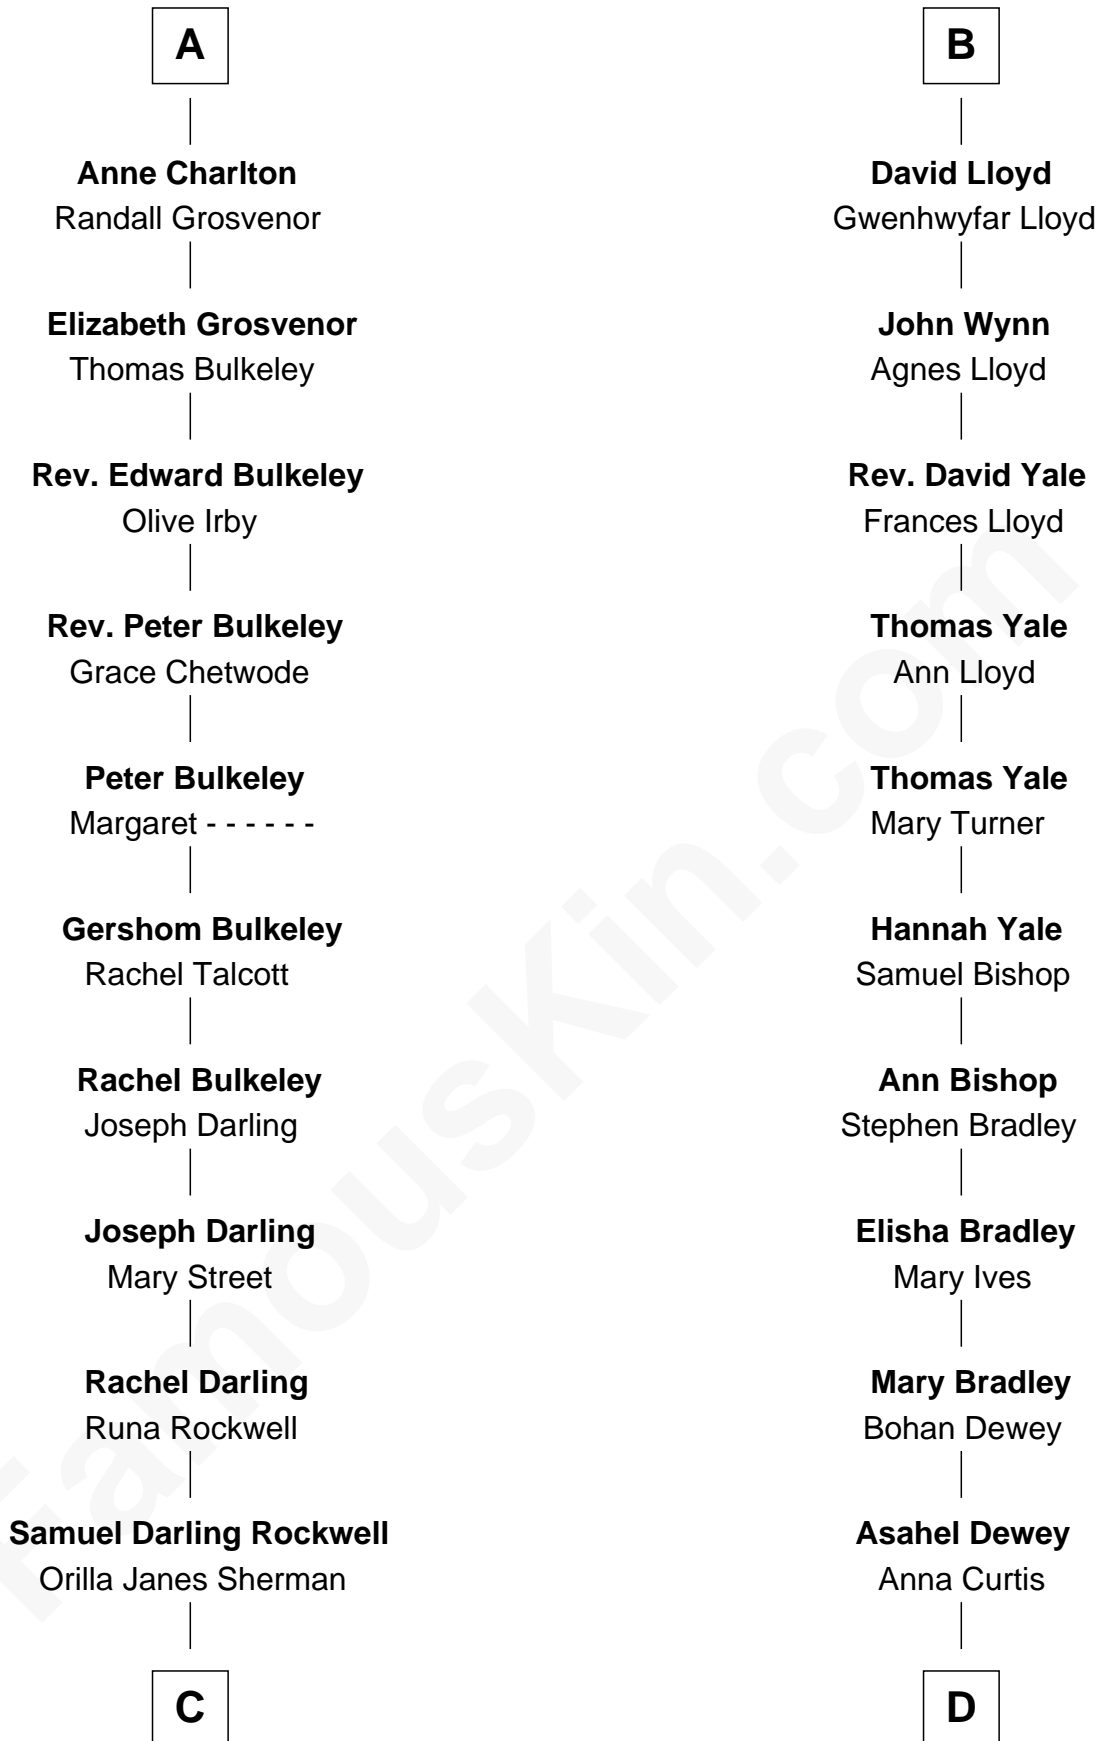 A
Anne Charlton
Randall Grosvenor
Elizabeth Grosvenor
Thomas Bulkeley
Rev. Edward Bulkeley
Olive Irby
Rev. Peter Bulkeley
Grace Chetwode
Peter Bulkeley
Margaret - - - - - -
Gershom Bulkeley
Rachel Talcott
Rachel Bulkeley
Joseph Darling
Joseph Darling
Mary Street
Rachel Darling
Runa Rockwell
Samuel Darling Rockwell
Orilla Janes Sherman
C
B
David Lloyd
Gwenhwyfar Lloyd
John Wynn
Agnes Lloyd
Rev. David Yale
Frances Lloyd
Thomas Yale
Ann Lloyd
Thomas Yale
Mary Turner
Hannah Yale
Samuel Bishop
Ann Bishop
Stephen Bradley
Elisha Bradley
Mary Ives
Mary Bradley
Bohan Dewey
Asahel Dewey
Anna Curtis
D
FamousKin.com